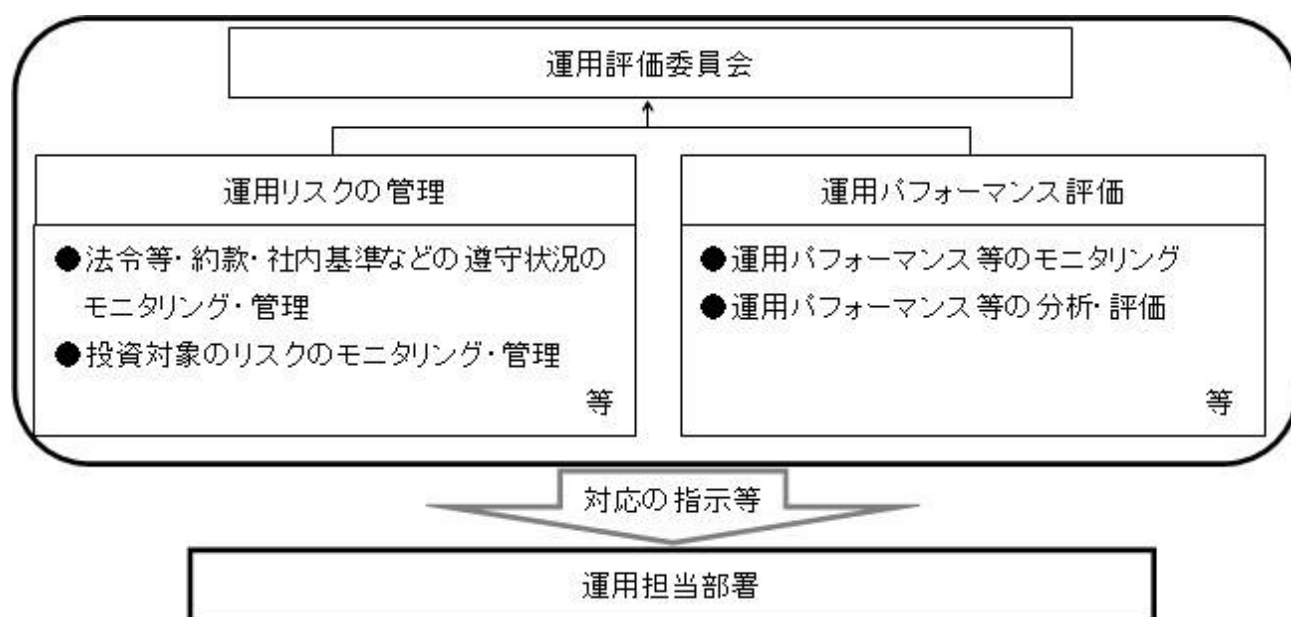 運用評価委員会
運用リスクの管理
●法令等・約款・社内基準などの遵守状況の
モニタリング・管理
●投資対象のリスクのモニタリング・管理
等
運用パフォーマンス評価
●運用パフォーマンス等のモニタリング
●運用パフォーマンス等の分析・評価
等
対応の指示等
運用担当部署